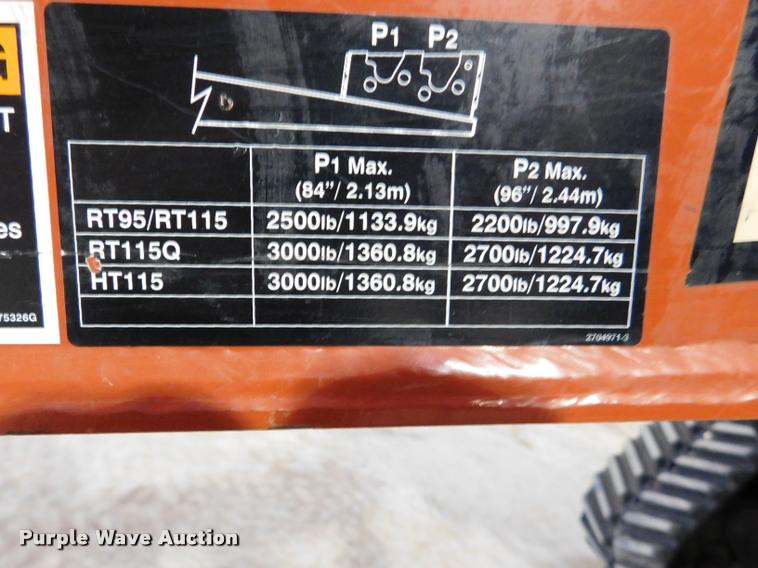 G
T
es
75326G
P1 P2
P1 Max. P2 Max.
(84"/2.13m) (96"/2.44m)
RT95/RT115 2500lb/1133.9kg 2200lb/997.9kg
RT115Q 3000lb/1360.8kg 2700lb/1224.7kg
HT115 3000lb/1360.8kg 2700lb/1224.7kg
2704971-3
Purple Wave Auction